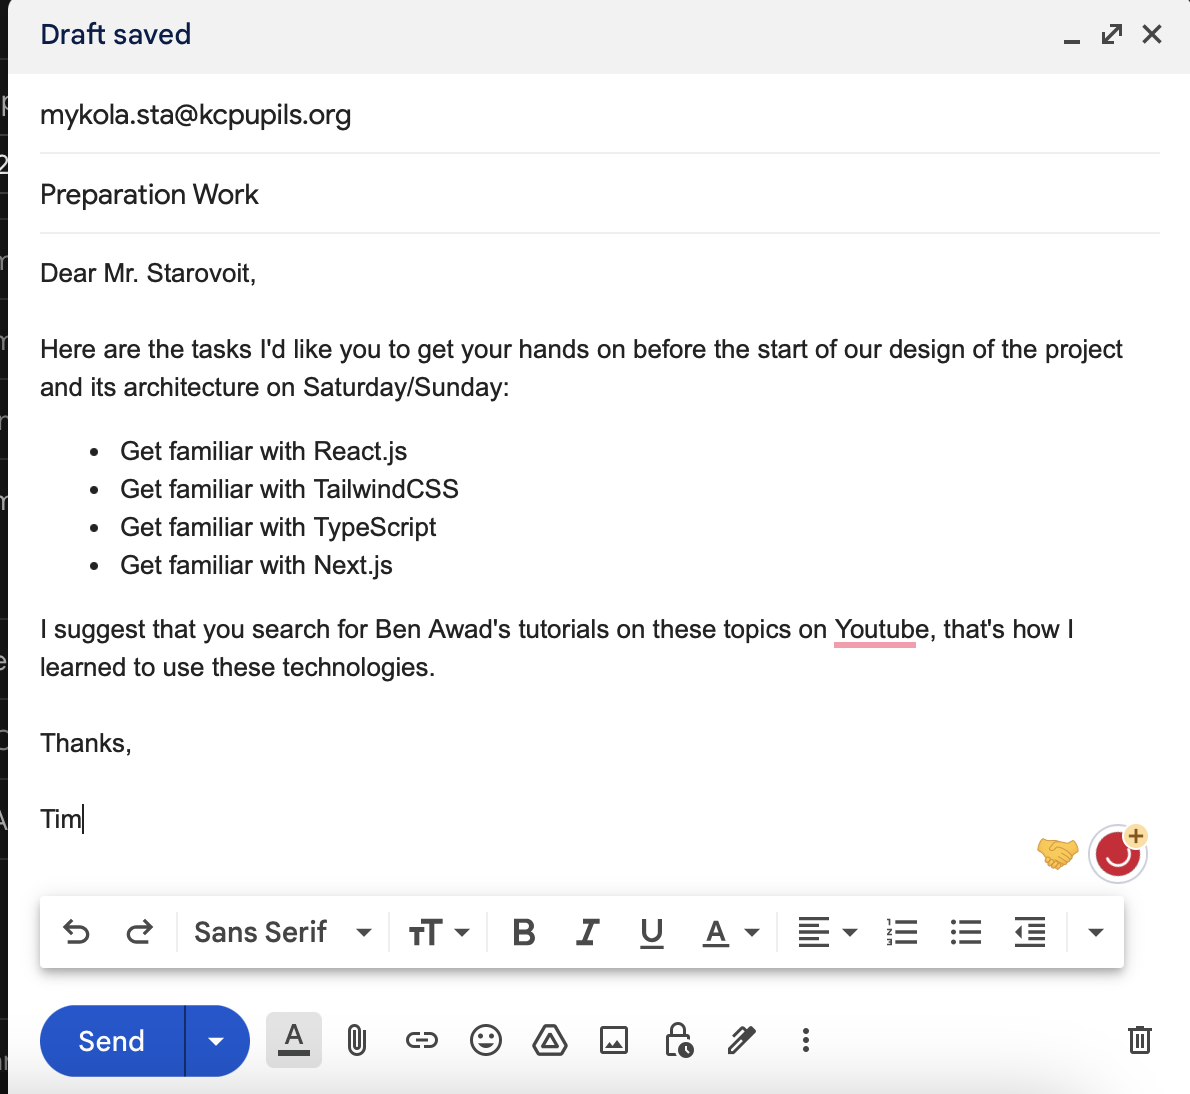 Draft saved
mykola.sta@kcpupils.org
Preparation Work
Dear Mr. Starovoit,
Here are the tasks I'd like you to get your hands on before the start of our design of the project
and its architecture on Saturday/Sunday:
• Get familiar with React.js
• Get familiar with TailwindCSS
• Get familiar with TypeScript
• Get familiar with Next.js
I suggest that you search for Ben Awad's tutorials on these topics on Youtube, that's how I
learned to use these technologies.
Thanks,
Tim
Sans Serif
Send